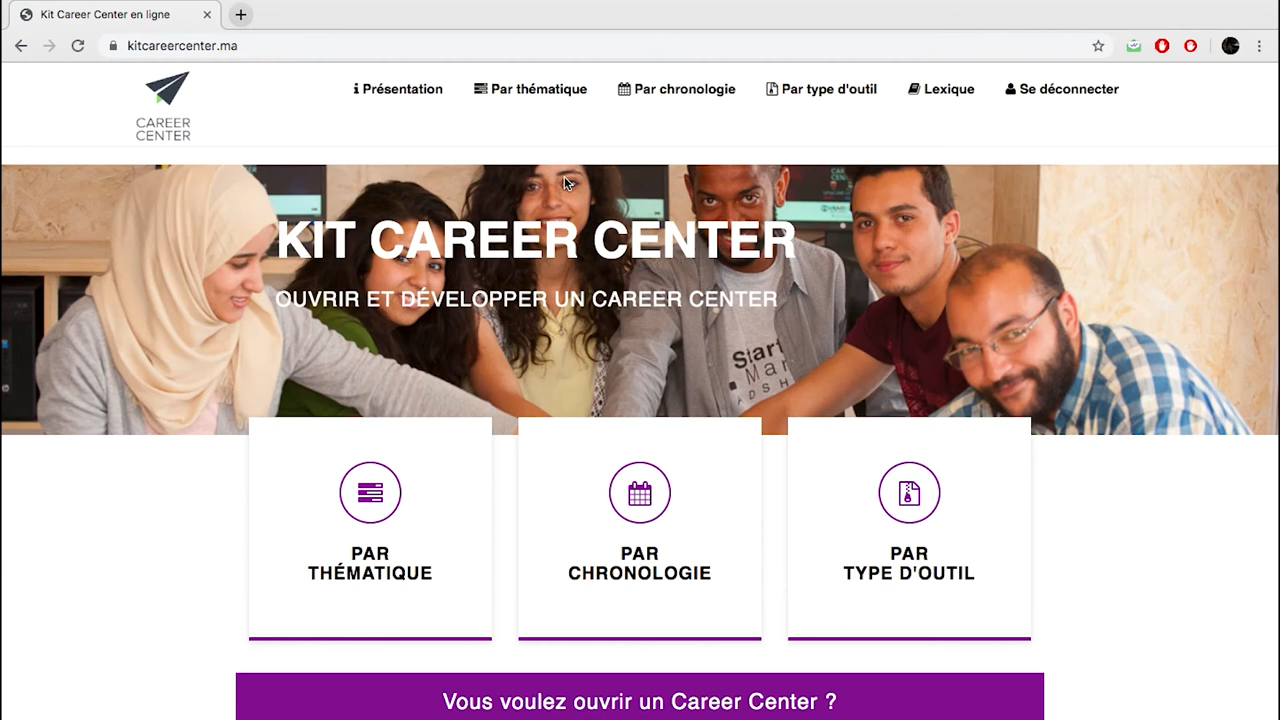 Kit Career Center en ligne
kitcareercenter.ma
CAREER
CENTER
Présentation
Par thématique
Par chronologie
Par type d'outil
Lexique
Se déconnecter
KIT CAREER CENTER
OUVRIR ET DÉVELOPPER UN CAREER CENTER
PAR
THÉMATIQUE
PAR
CHRONOLOGIE
PAR
TYPE D'OUTIL
Vous voulez ouvrir un Career Center ?